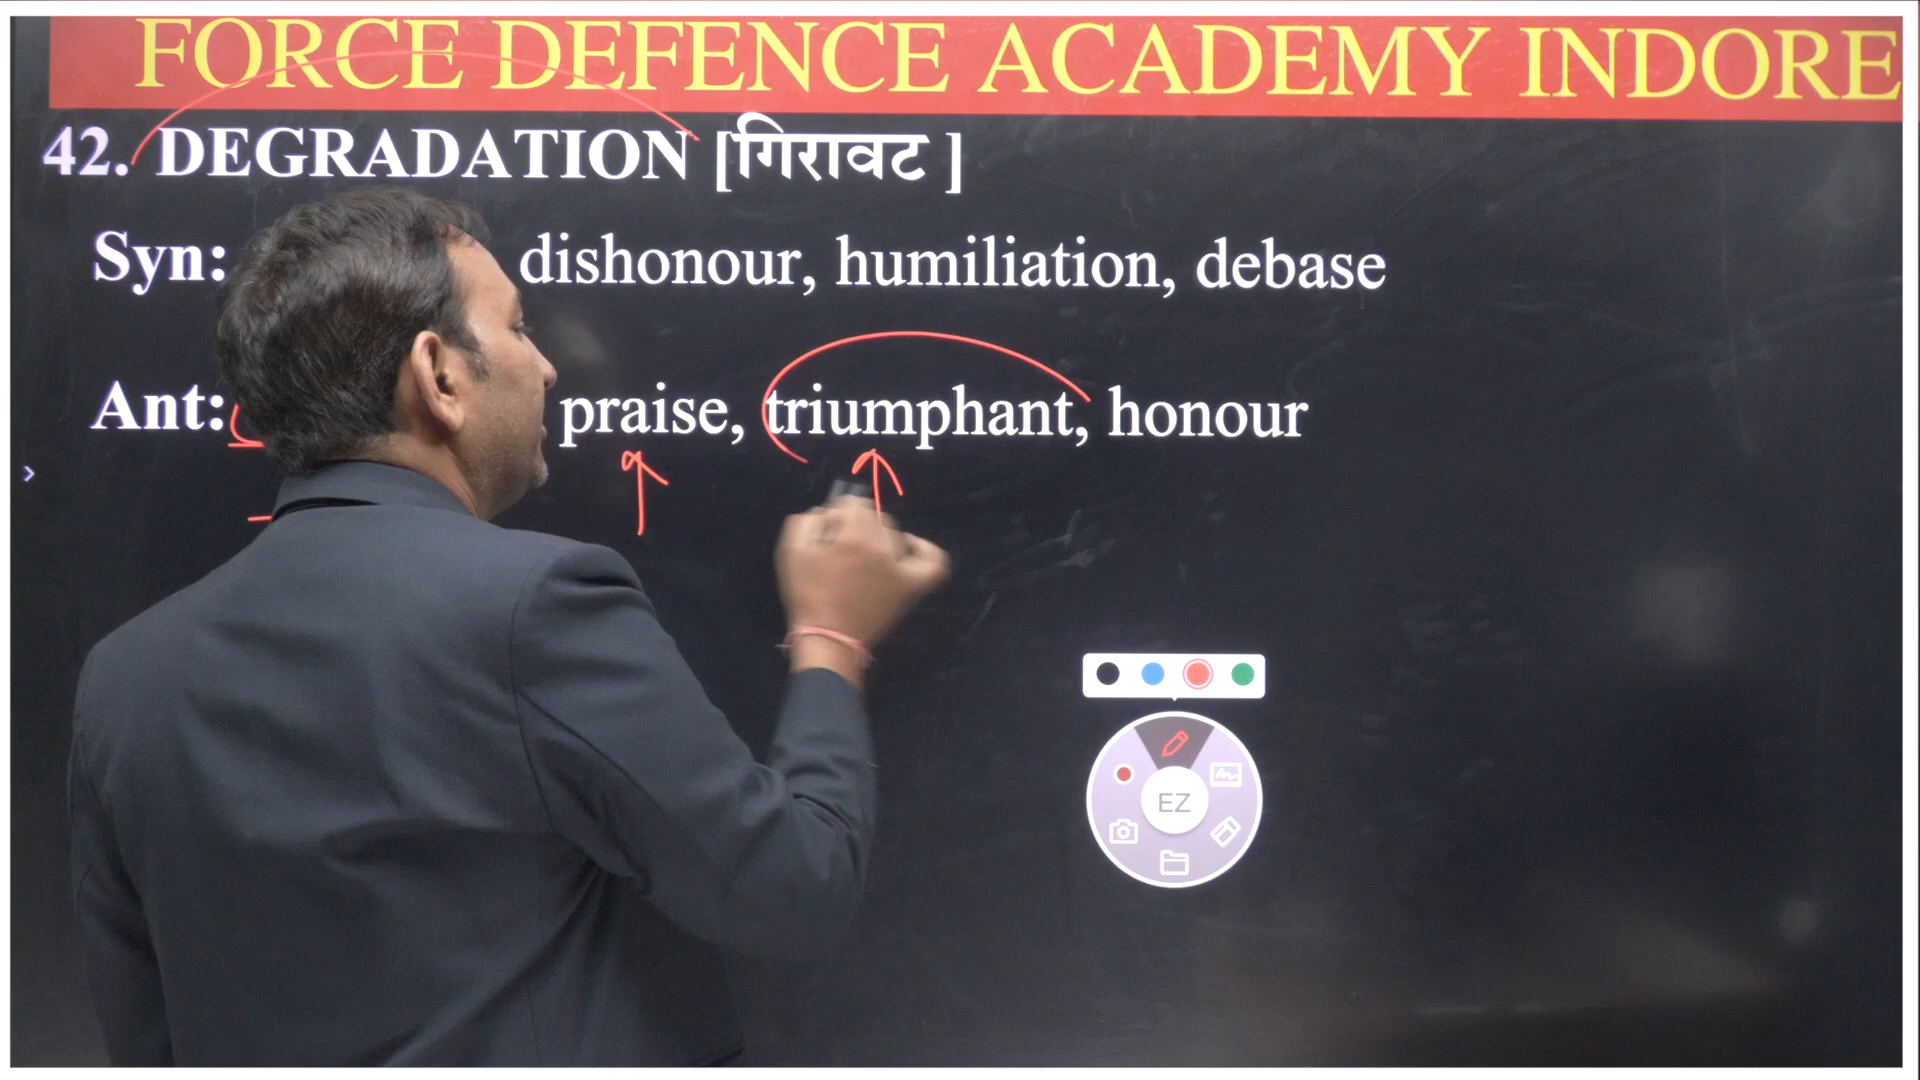 FORCE DEFENCE ACADEMY INDORE
42. DEGRADATION [गिरावट ]
Syn: dishonour, humiliation, debase
Ant: praise, triumphant, honour
EZ